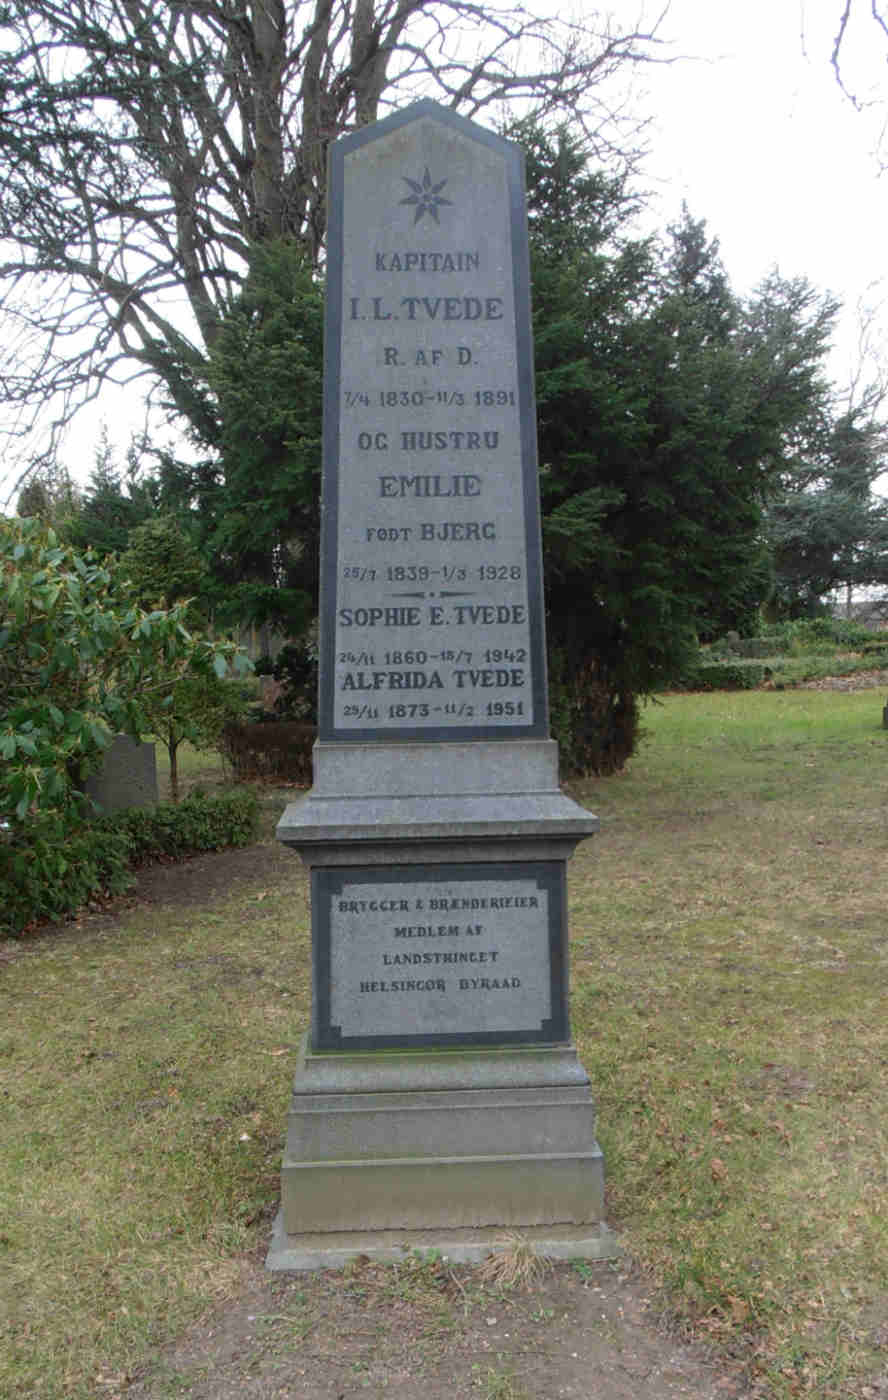 KAPITAIN
I. L. TVEDE
R. AF D.
7/4 1830-11/3 1891
OG HUSTRU
EMILIE
FØDT BJERG
25/7 1839-1/3 1928
SOPHIE E. TVEDE
24/11 1860-18/7 1942
ALFRIDA TVEDE
29/11 1873-11/2 1951
BRYGGER & BRÆNDERIEIER
MEDLEM AF
LANDSTHINGET
HELSINGØR BYRAAD